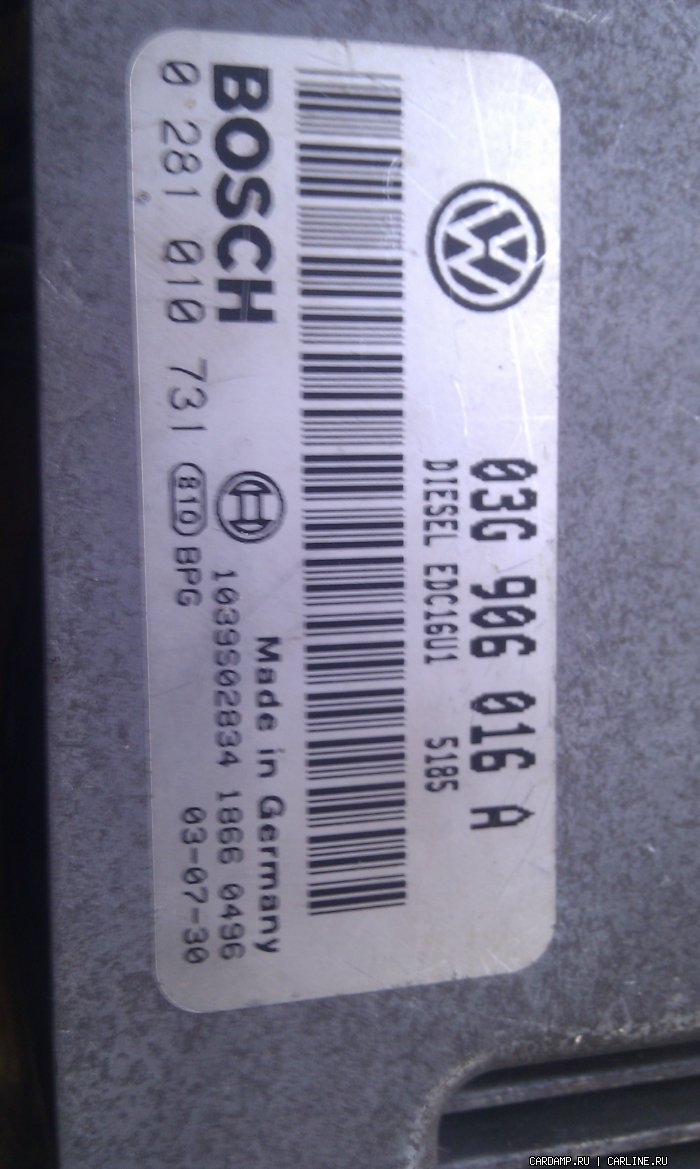 03G 906 016 A
DIESEL EDC16U1 5185
BOSCH
Made in Germany
1039S02834 1866 0496
0 281 010 731 810 BPG 03-07-30
CARDAMP.RU | CARLINE.RU